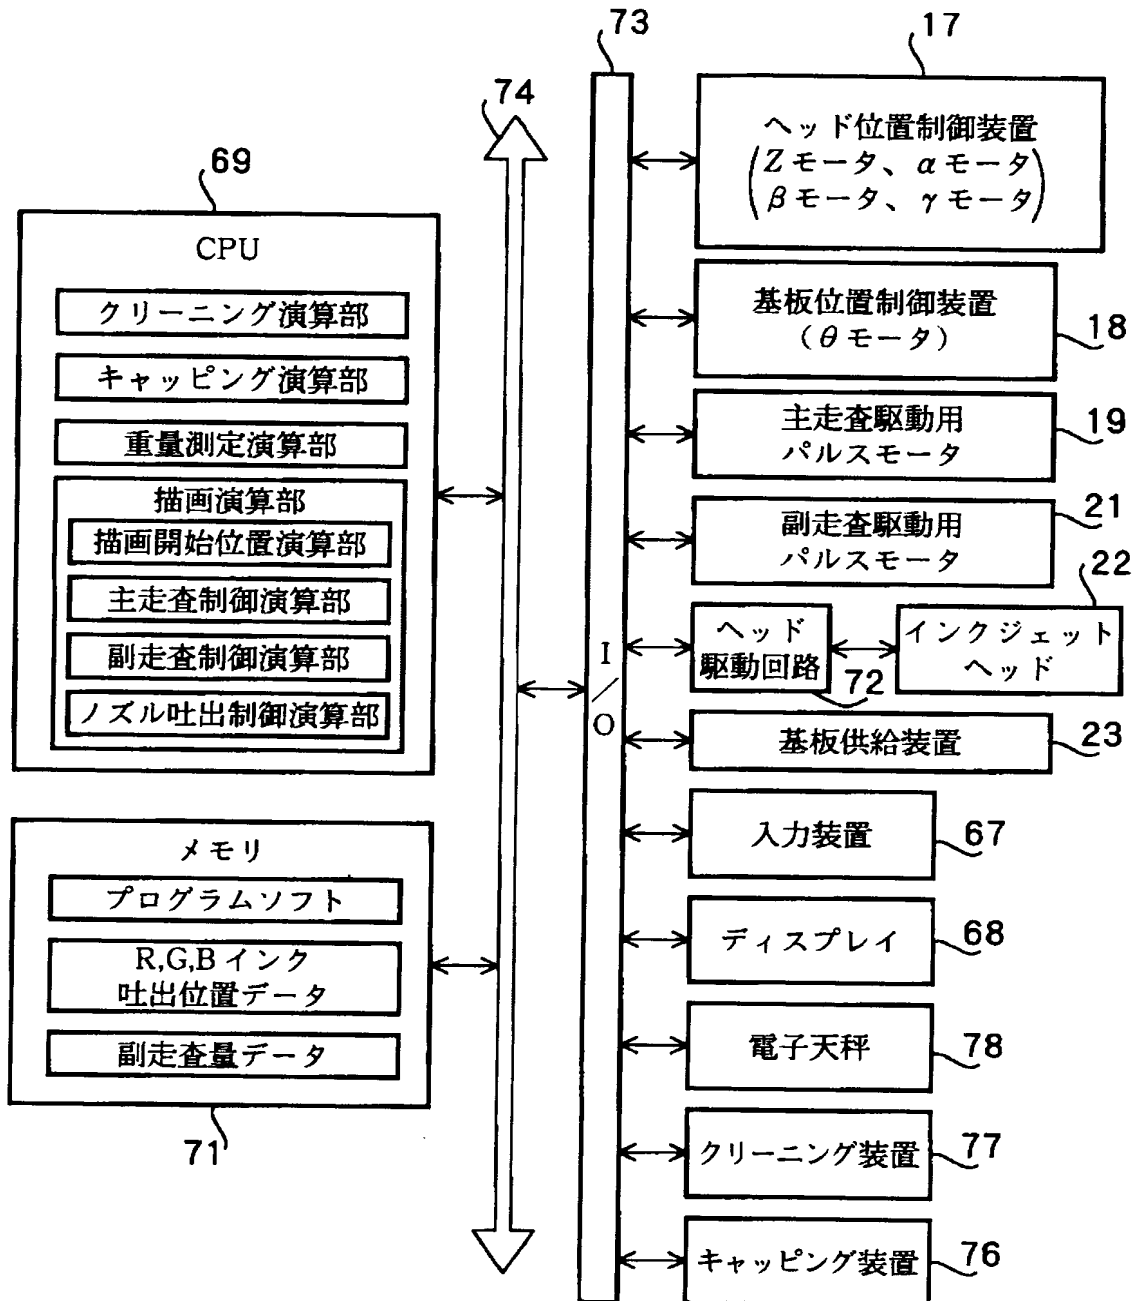 73
17
74
ヘッド位置制御装置
(Zモータ、αモータ
βモータ、γモータ)
69
CPU
クリーニング演算部
キャッピング演算部
重量測定演算部
描画演算部
描画開始位置演算部
主走査制御演算部
副走査制御演算部
ノズル吐出制御演算部
基板位置制御装置
(θモータ)
18
主走査駆動用
パルスモータ
19
副走査駆動用
パルスモータ
21
I/O
ヘッド
駆動回路
72
インクジェット
ヘッド
22
基板供給装置
23
メモリ
プログラムソフト
R,G,Bインク
吐出位置データ
副走査量データ
71
入力装置
67
ディスプレイ
68
電子天秤
78
クリーニング装置
77
キャッピング装置
76